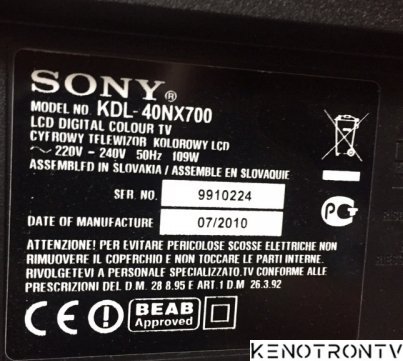 SONY®
MODEL NO. KDL-40NX700
LCD DIGITAL COLOUR TV
CYFROWY TELEWIZOR KOLOROWY LCD
~ 220V - 240V 50Hz 109W
ASSEMBLED IN SLOVAKIA / ASSEMBLE EN SLOVAQUIE
SER. NO. 9910224
DATE OF MANUFACTURE 07/2010
ATTENZIONE! PER EVITARE PERICOLOSE SCOSSE ELETTRICHE NON
RIMUOVERE IL COPERCHIO E NON TOCCARE LE PARTI INTERNE.
RIVOLGETEVI A PERSONALE SPECIALIZZATO.TV CONFORME ALLE
PRESCRIZIONI DEL D.M. 28 8.95 E ART.1 D.M 26.3.92
CE BEAB
Approved
KENOTRONTV